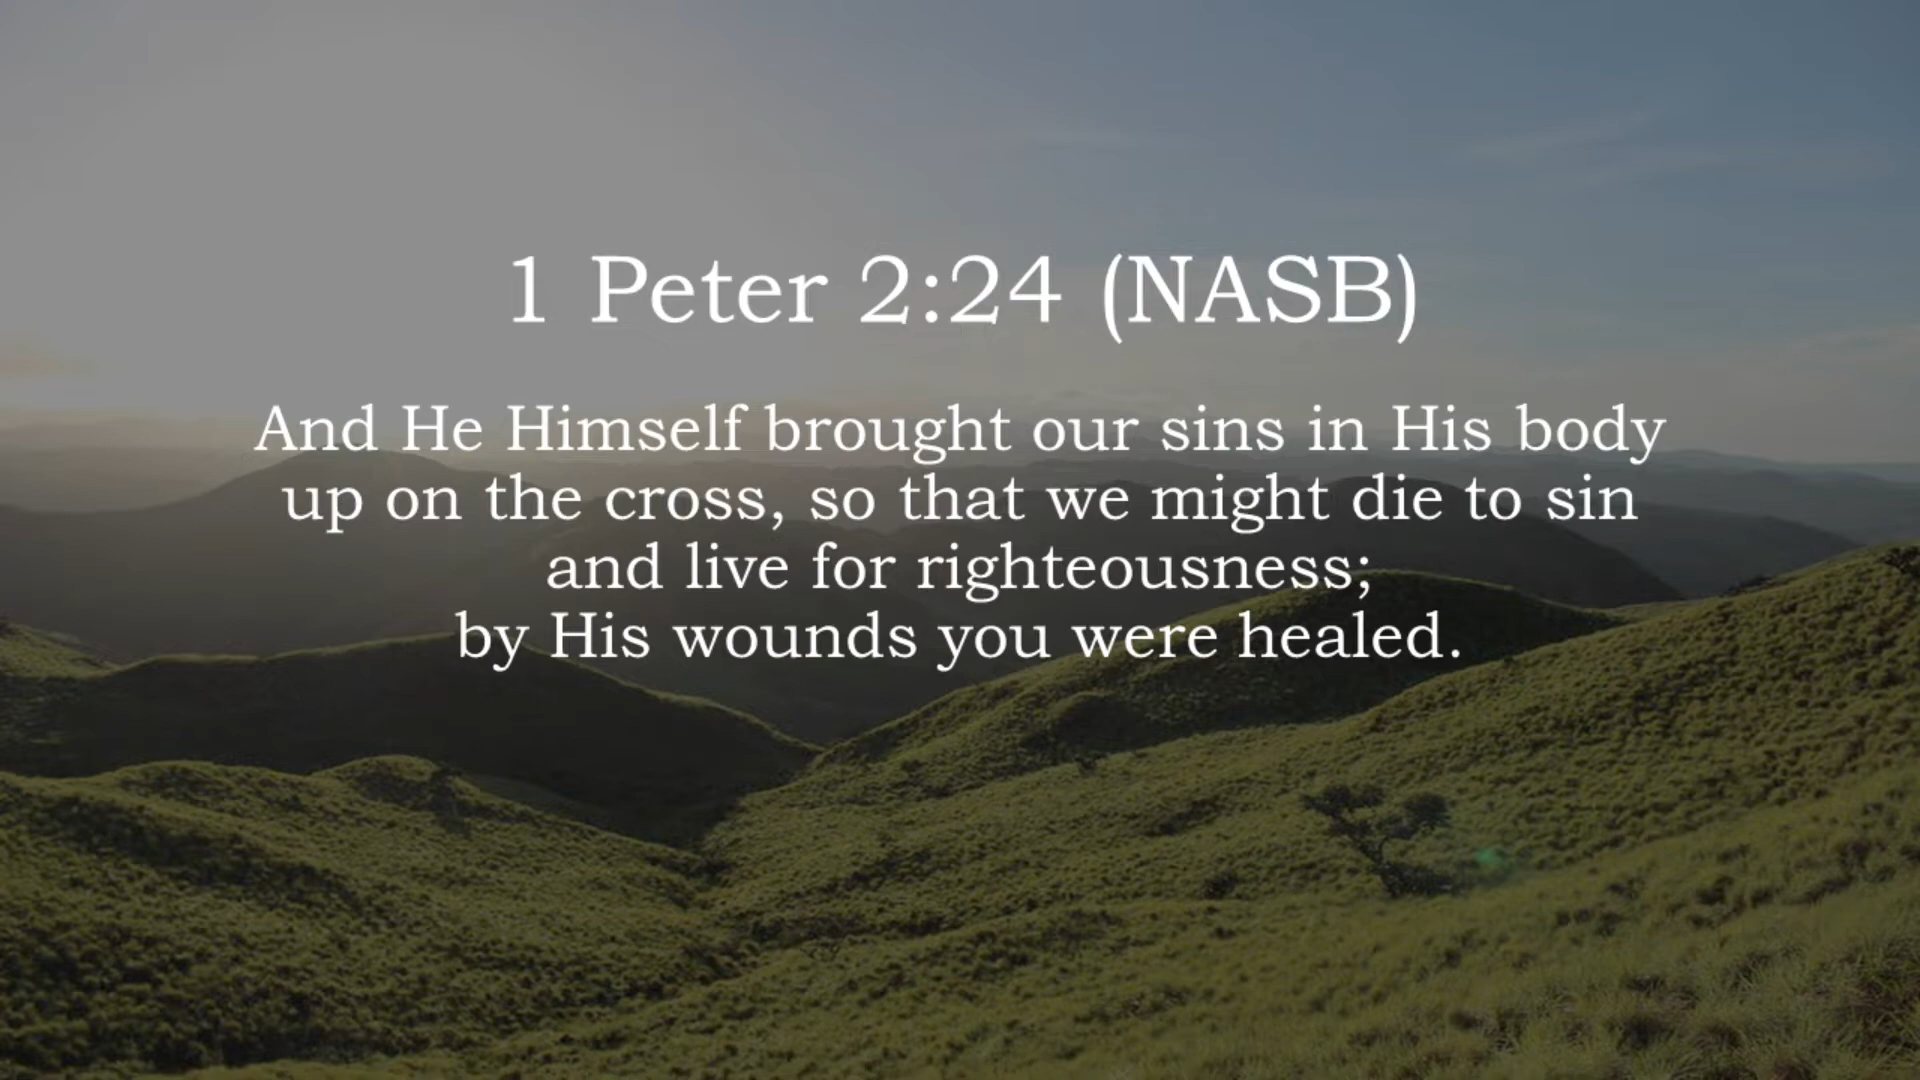 1 Peter 2:24 (NASB)
And He Himself brought our sins in His body
up on the cross, so that we might die to sin
and live for righteousness;
by His wounds you were healed.